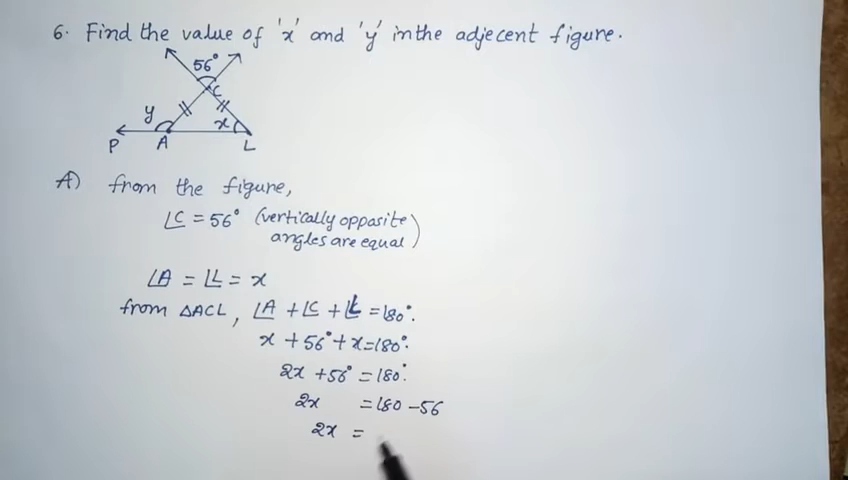 6. Find the value of 'x' and 'y' in the adjecent figure.
56°
C
y
x
P A L
A) from the figure,
∠C = 56° (vertically opposite
angles are equal)
∠A = ∠L = x
from △ACL, ∠A + ∠C + ∠L = 180°.
x + 56° + x = 180°.
2x + 56° = 180°.
2x = 180 - 56
2x =